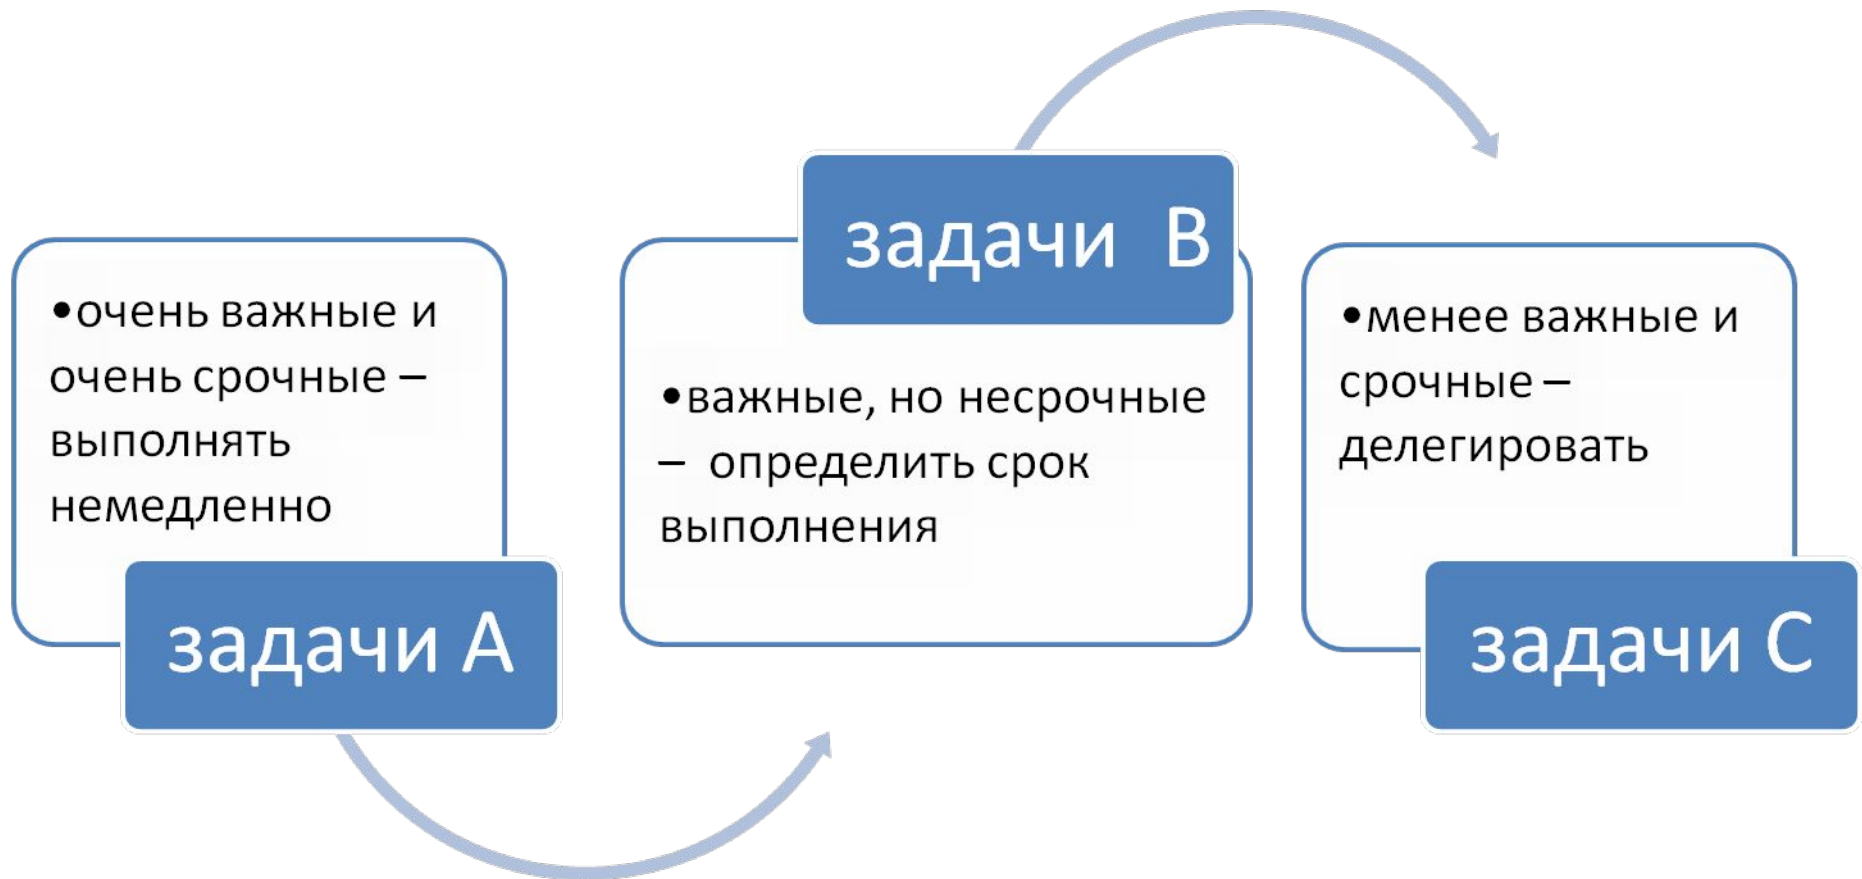 •очень важные и
очень срочные –
выполнять
немедленно
задачи А
задачи В
•важные, но несрочные
– определить срок
выполнения
•менее важные и
срочные –
делегировать
задачи С